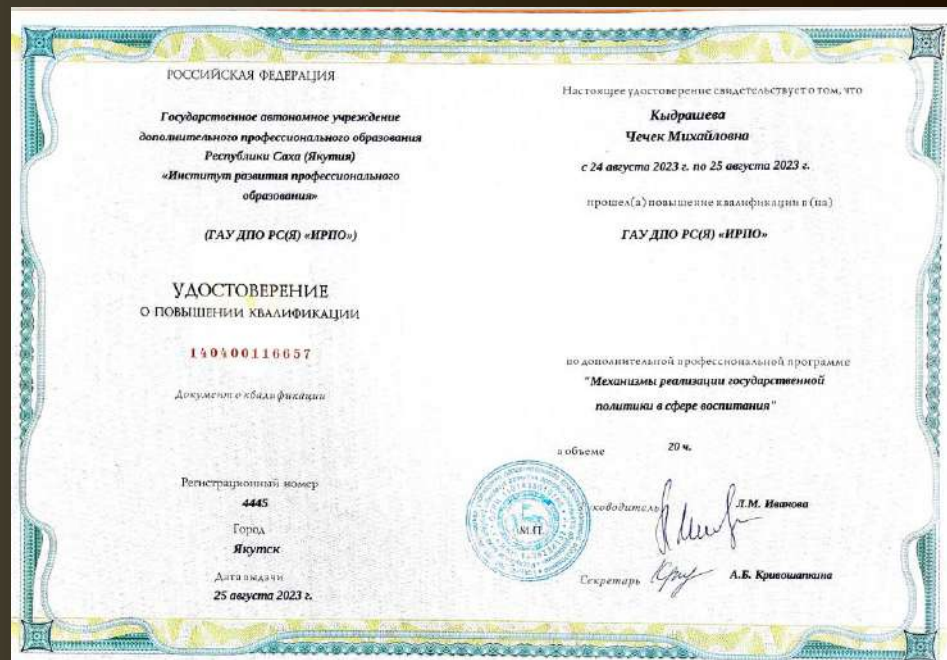 РОССИЙСКАЯ ФЕДЕРАЦИЯ
Государственное автономное учреждение
дополнительного профессионального образования
Республики Саха (Якутия)
«Институт развития профессионального
образования»
(ГАУ ДПО РС(Я) «ИРПО»)
УДОСТОВЕРЕНИЕ
О ПОВЫШЕНИИ КВАЛИФИКАЦИИ
140400116657
Документ о квалификации
Регистрационный номер
4445
Город
Якутск
Дата выдачи
25 августа 2023 г.
Настоящее удостоверение свидетельствует о том, что
Кыдрашева
Чечек Михайловна
с 24 августа 2023 г. по 25 августа 2023 г.
прошел(а) повышение квалификации в (на)
ГАУ ДПО РС(Я) «ИРПО»
по дополнительной профессиональной программе
"Механизмы реализации государственной
политики в сфере воспитания"
в объеме 20 ч.
М.П.
Руководитель Л.М. Иванова
Секретарь А.Б. Кривошапкина